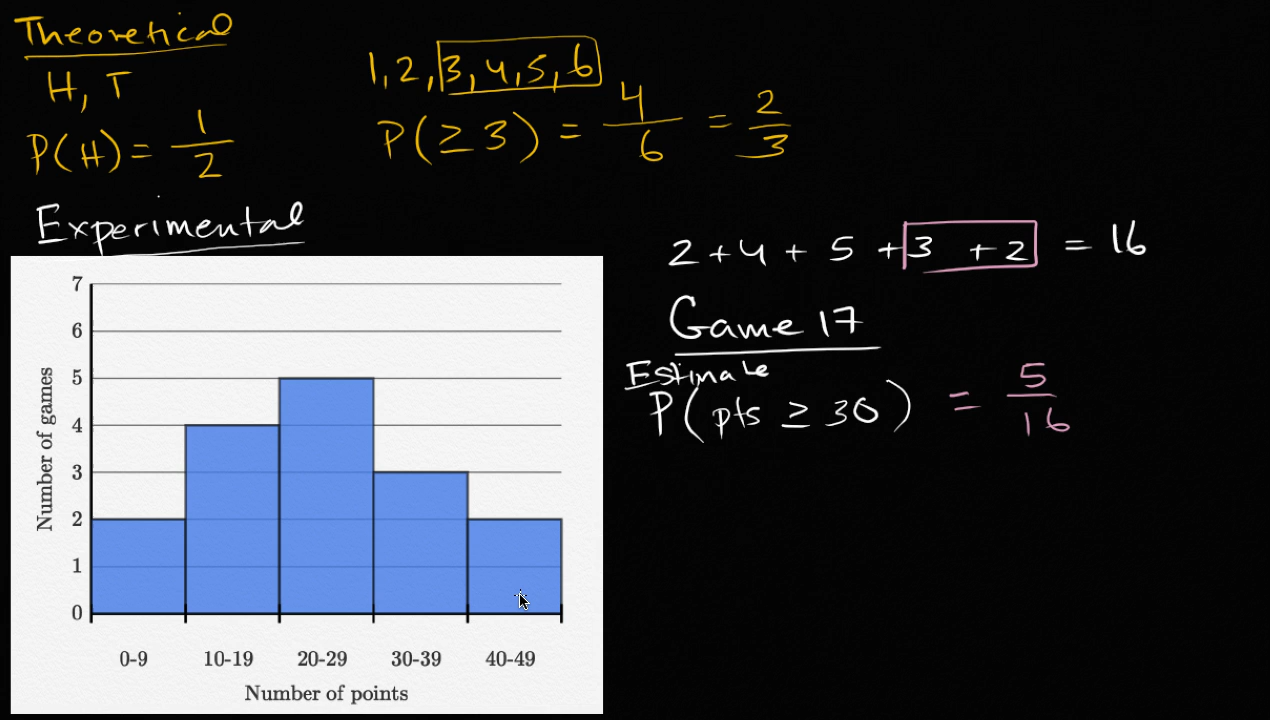 Theoretical
H, T
P(H) = 1/2
1, 2, 3, 4, 5, 6
P(≥ 3) = 4/6 = 2/3
Experimental
2 + 4 + 5 + 3 + 2 = 16
Game 17
Estimate
P(pts ≥ 30) = 5/16
Number of games
7
6
5
4
3
2
1
0
0-9 10-19 20-29 30-39 40-49
Number of points